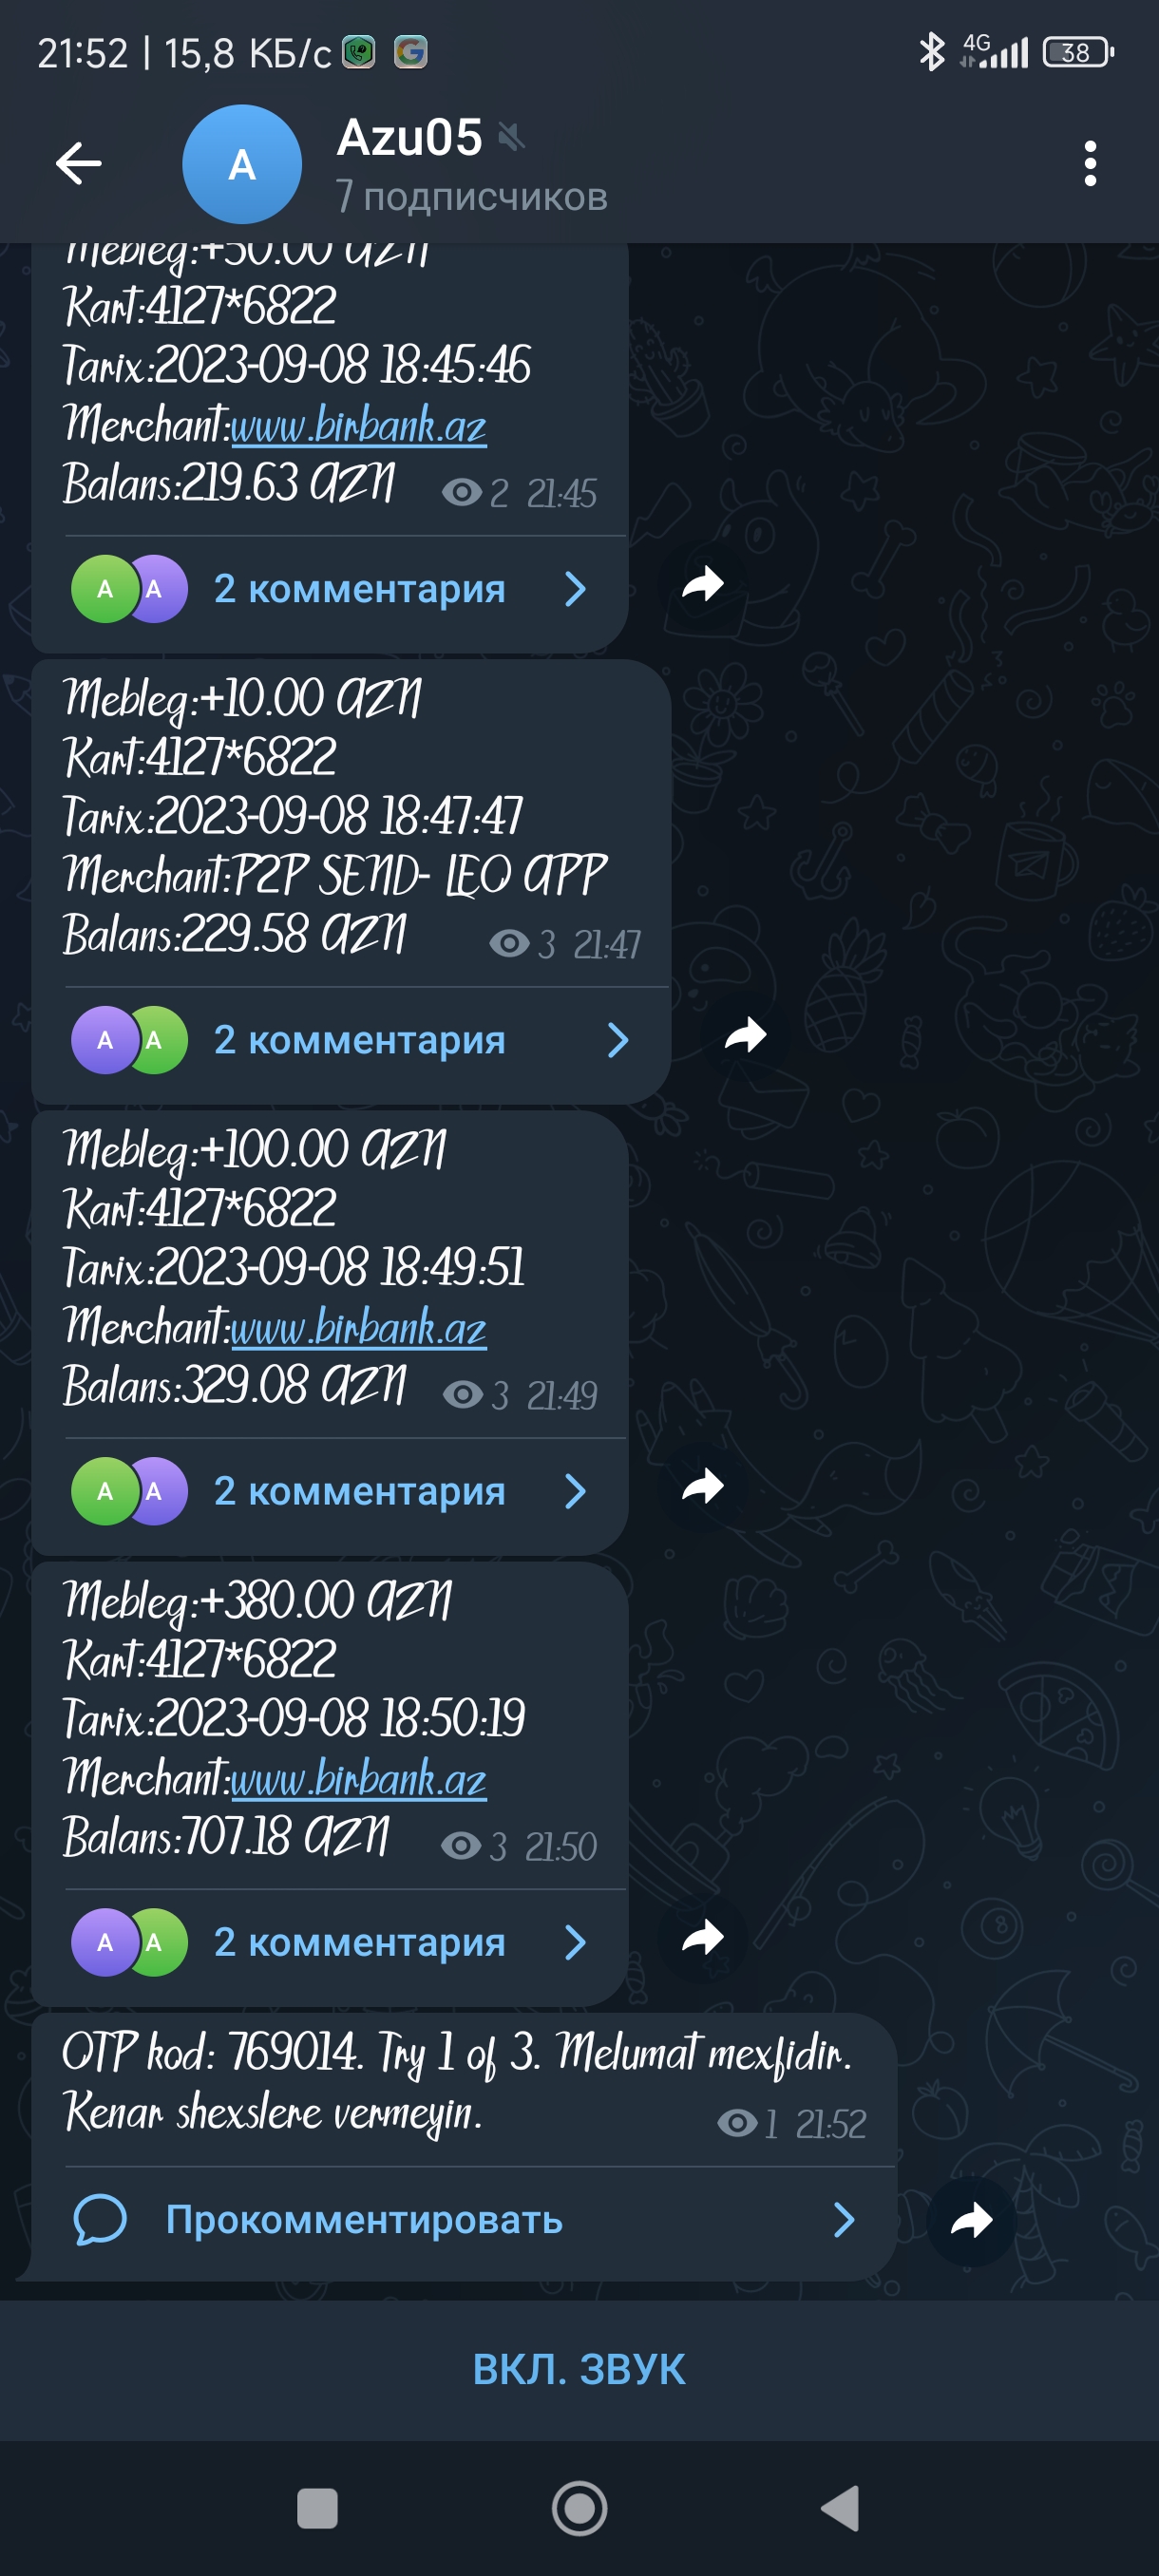 21:52 | 15,8 КБ/с
4G
38
A
Azu05
7 подписчиков
Mebleg:+50.00 AZN
Kart:4127*6822
Tarix:2023-09-08 18:45:46
Merchant:www.birbank.az
Balans:219.63 AZN
2 21:45
A A 2 комментария
Mebleg:+10.00 AZN
Kart:4127*6822
Tarix:2023-09-08 18:47:47
Merchant:P2P SEND- LEO APP
Balans:229.58 AZN
3 21:47
A A 2 комментария
Mebleg:+100.00 AZN
Kart:4127*6822
Tarix:2023-09-08 18:49:51
Merchant:www.birbank.az
Balans:329.08 AZN
3 21:49
A A 2 комментария
Mebleg:+380.00 AZN
Kart:4127*6822
Tarix:2023-09-08 18:50:19
Merchant:www.birbank.az
Balans:707.18 AZN
3 21:50
A A 2 комментария
OTP kod: 769014. Try 1 of 3. Melumat mexfidir.
Kenar shexslere vermeyin.
1 21:52
Прокомментировать
ВКЛ. ЗВУК